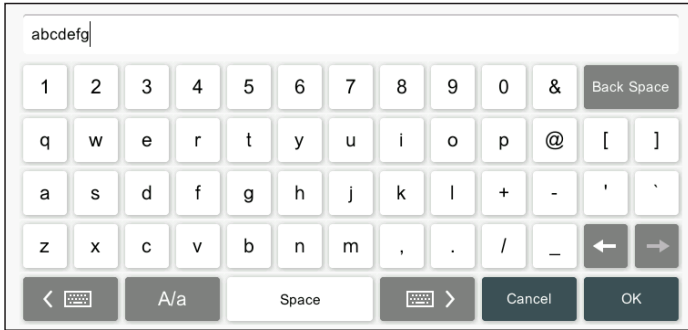 abcdefg
1 2 3 4 5 6 7 8 9 0 & Back Space
q w e r t y u i o p @ [ ]
a s d f g h j k l + - ' `
z x c v b n m , . / _ ← →
< A/a Space > Cancel OK